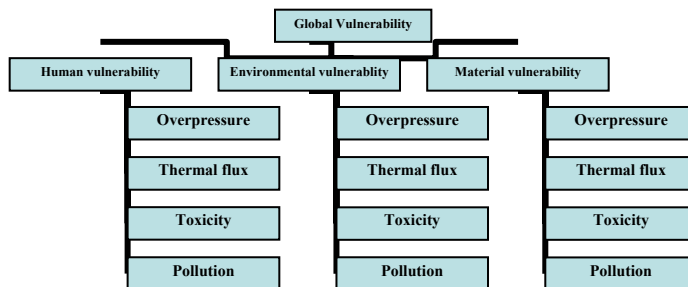 Global Vulnerability
Human vulnerability
Environmental vulnerablity
Material vulnerability
Overpressure
Overpressure
Overpressure
Thermal flux
Thermal flux
Thermal flux
Toxicity
Toxicity
Toxicity
Pollution
Pollution
Pollution